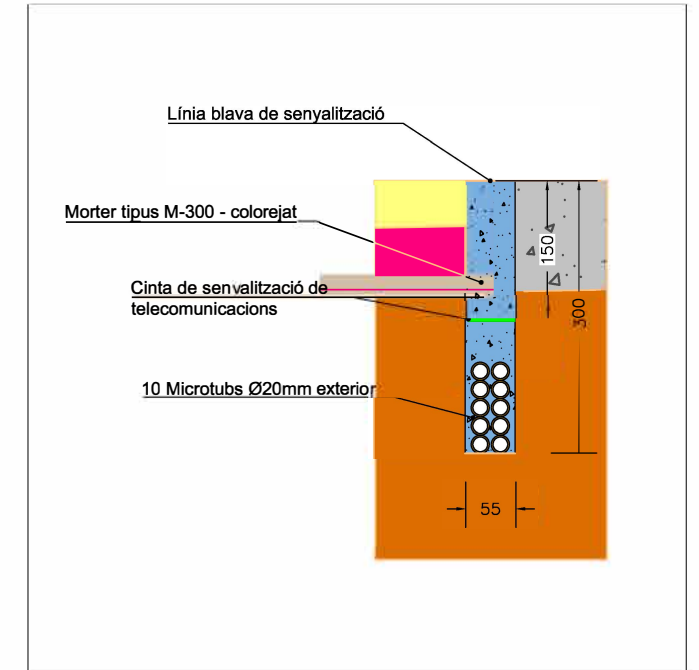 Línia blava de senyalització
Morter tipus M-300 - colorejat
Cinta de senyalització de
telecomunicacions
10 Microtubs Ø20mm exterior
150
300
55